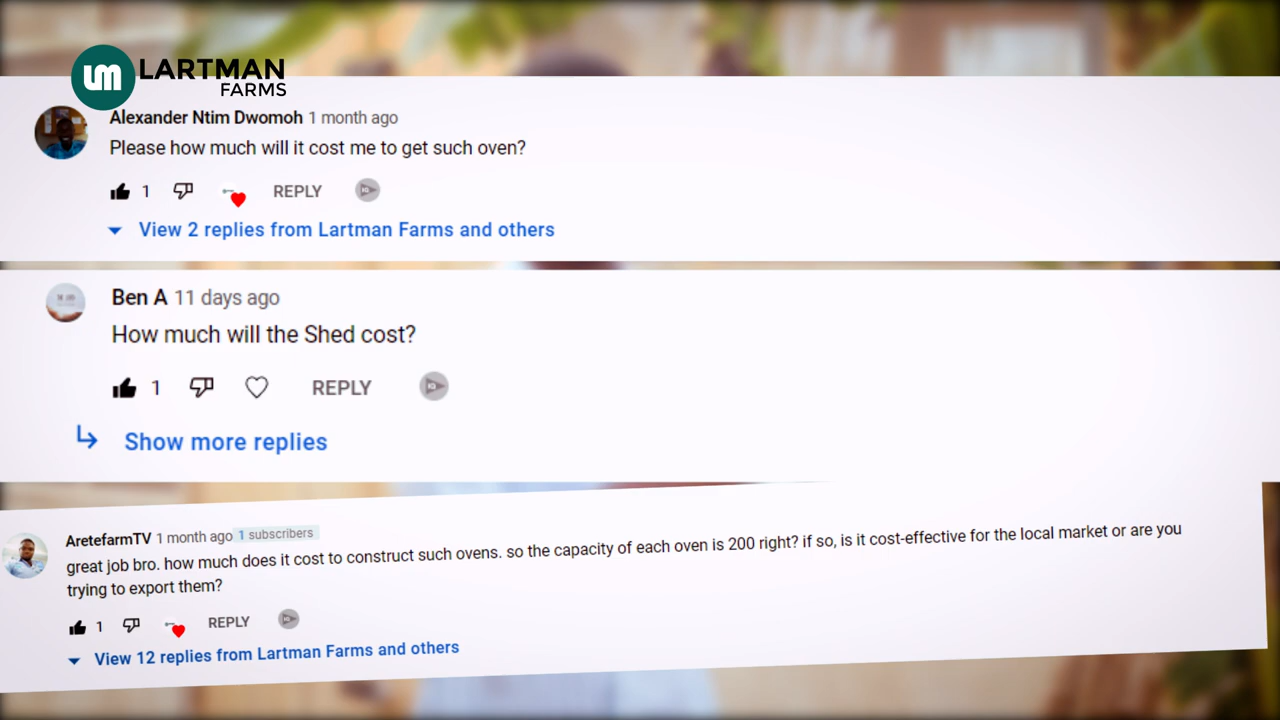 LM LARTMAN
FARMS
Alexander Ntim Dwomoh 1 month ago
Please how much will it cost me to get such oven?
1 REPLY
View 2 replies from Lartman Farms and others
Ben A 11 days ago
How much will the Shed cost?
1 REPLY
Show more replies
AretefarmTV 1 month ago 1 subscribers
great job bro. how much does it cost to construct such ovens. so the capacity of each oven is 200 right? if so, is it cost-effective for the local market or are you
trying to export them?
1 REPLY
View 12 replies from Lartman Farms and others